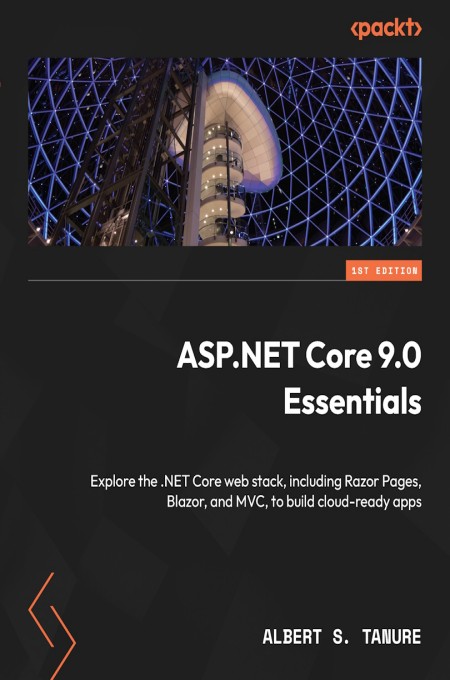 <packt>
1ST EDITION
ASP.NET Core 9.0
Essentials
Explore the .NET Core web stack, including Razor Pages,
Blazor, and MVC, to build cloud-ready apps
ALBERT S. TANURE